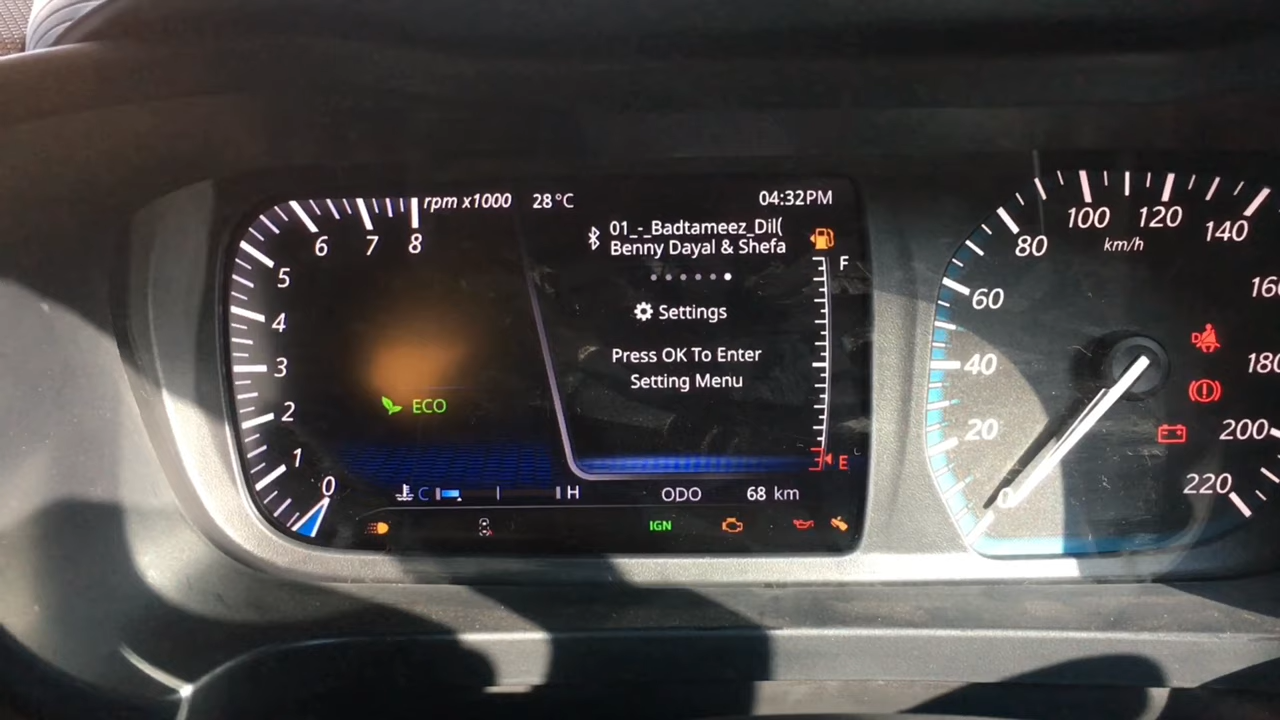 rpm x1000
28°C
04:32PM
01_-_Badtameez_Dil(
Benny Dayal & Shefa
Settings
Press OK To Enter
Setting Menu
ECO
F
E
0
1
2
3
4
5
6
7
8
C
H
ODO 68 km
IGN
0
20
40
60
80
100
120
140
160
180
200
220
km/h